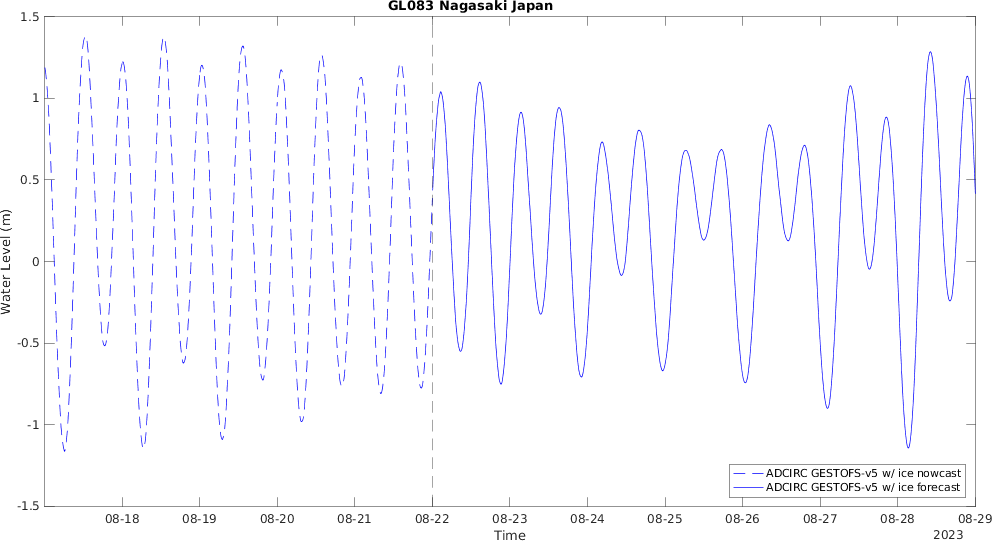 GL083 Nagasaki Japan
Water Level (m)
1.5
1
0.5
0
-0.5
-1
-1.5
ADCIRC GESTOFS-v5 w/ ice nowcast
ADCIRC GESTOFS-v5 w/ ice forecast
08-18 08-19 08-20 08-21 08-22 08-23 08-24 08-25 08-26 08-27 08-28 08-29
Time
2023